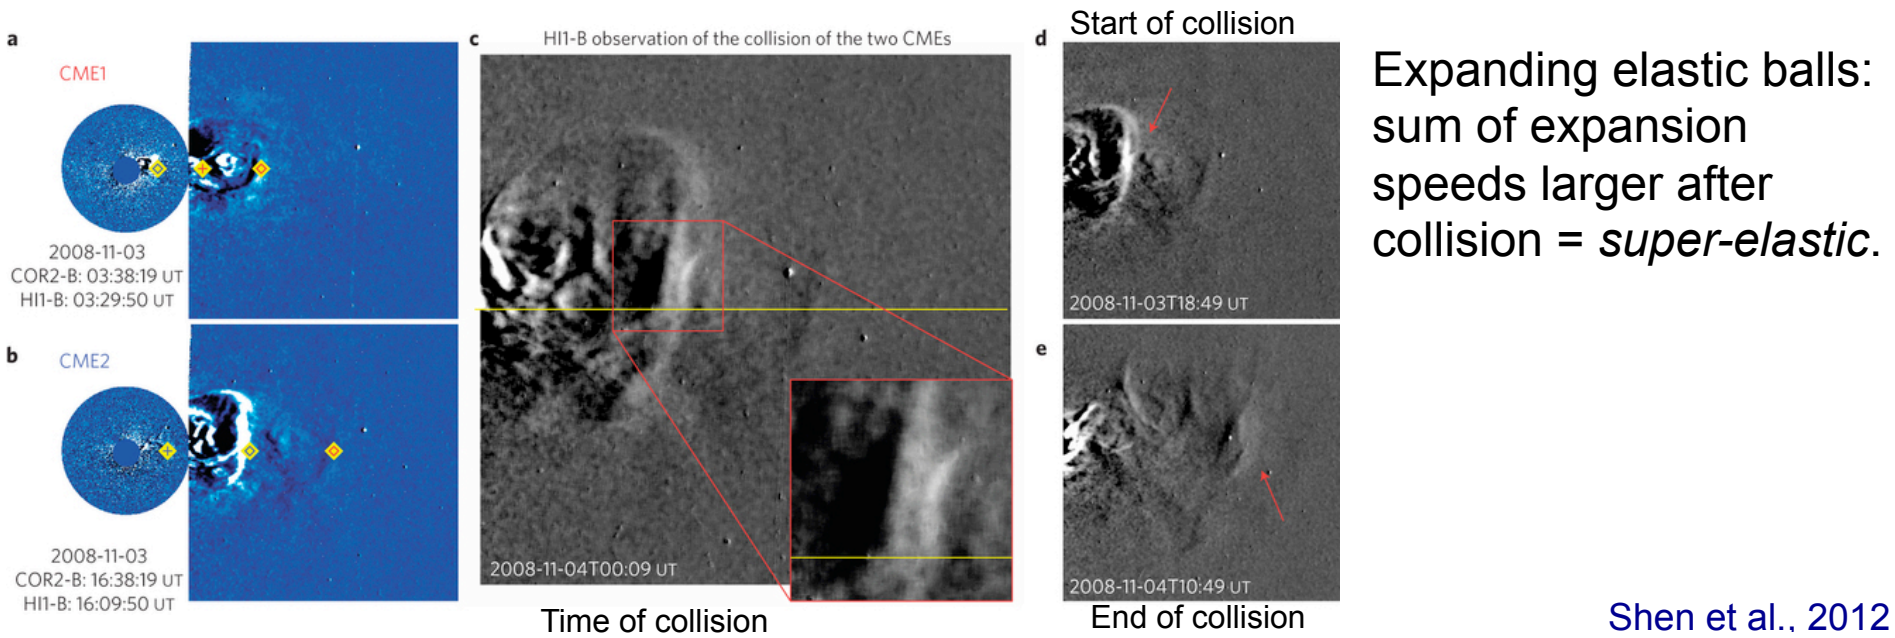 a
CME1
2008-11-03
COR2-B: 03:38:19 UT
HI1-B: 03:29:50 UT
b
CME2
2008-11-03
COR2-B: 16:38:19 UT
HI1-B: 16:09:50 UT
c
HI1-B observation of the collision of the two CMEs
2008-11-04T00:09 UT
Time of collision
d
Start of collision
2008-11-03T18:49 UT
e
2008-11-04T10:49 UT
End of collision
Expanding elastic balls:
sum of expansion
speeds larger after
collision = super-elastic.
Shen et al., 2012